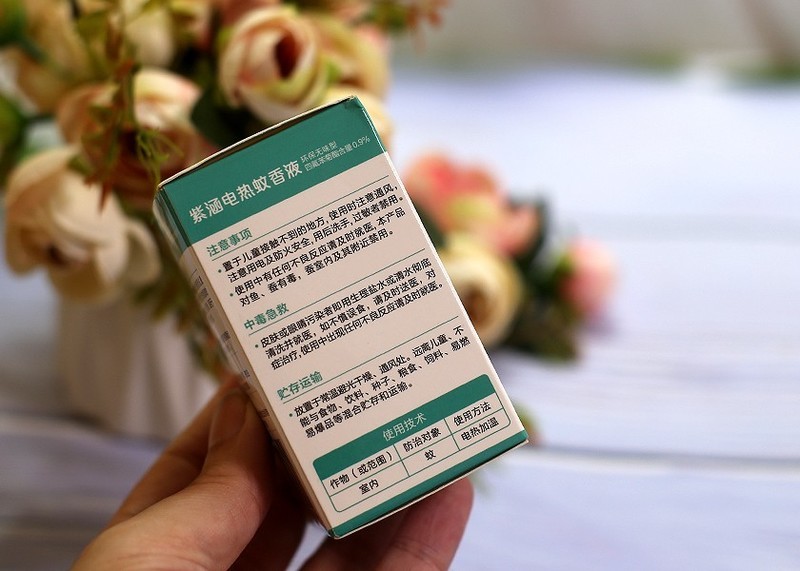 紫涵电热蚊香液
环保无味型
四氟苯菊酯含量0.9%
注意事项
·置于儿童接触不到的地方,使用时注意通风,
注意用电及防火安全,用后洗手,过敏者禁用。
·使用中有任何不良反应请及时就医,本产品
对鱼、蚕有毒,蚕室内及其附近禁用。
中毒急救
·皮肤或眼睛污染者即用生理盐水或清水彻底
清洗并就医,如不慎误食,请及时送医,对
症治疗,使用中出现任何不良反应请及时就医。
贮存运输
·放置于常温避光干燥、通风处。远离儿童、不
能与食物、饮料、种子、粮食、饲料、易燃
易爆品等混合贮存和运输。
使用技术
作物(或范围) 防治对象 使用方法
室内 蚊 电热加温